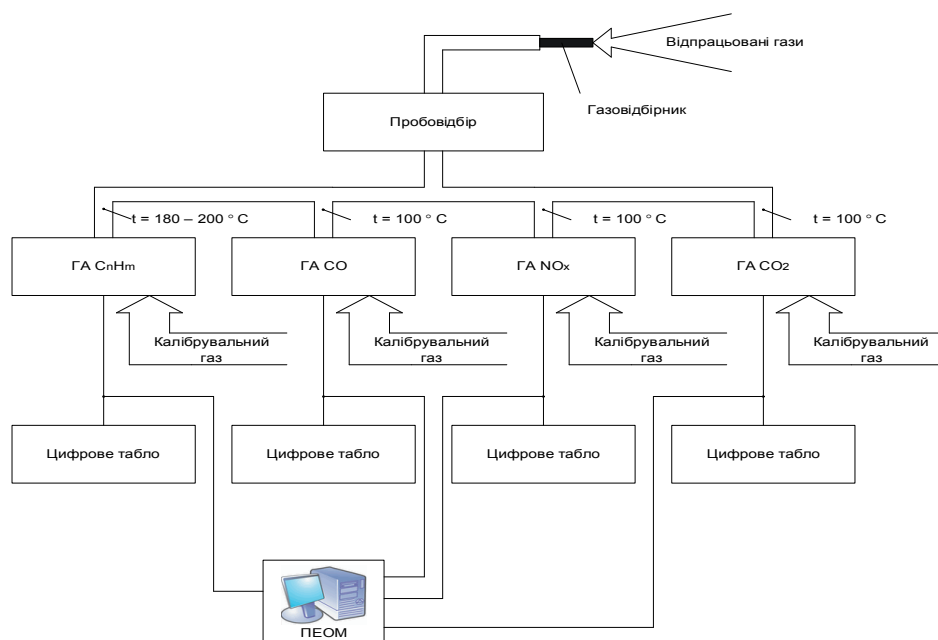 Відпрацьовані гази
Газовідбірник
Пробовідбір
t = 180 – 200 ° C
t = 100 ° C
t = 100 ° C
t = 100 ° C
ГА CnHm
ГА CO
ГА NOx
ГА CO2
Калібрувальний
газ
Калібрувальний
газ
Калібрувальний
газ
Калібрувальний
газ
Цифрове табло
Цифрове табло
Цифрове табло
Цифрове табло
ПЕОМ